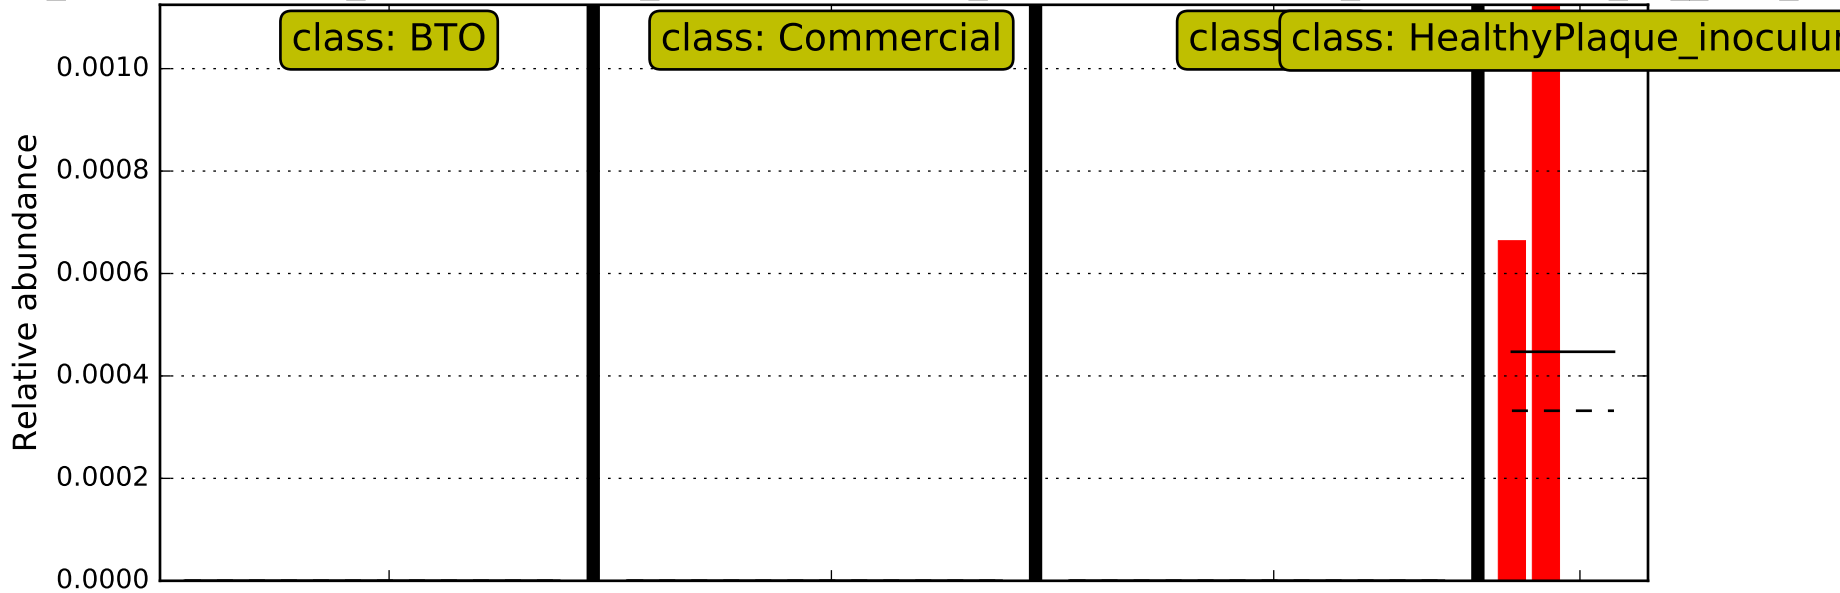 class: BTO
class: Commercial
class
class: HealthyPlaque_inoculu
0.0010
0.0008
0.0006
0.0004
0.0002
0.0000
Relative abundance